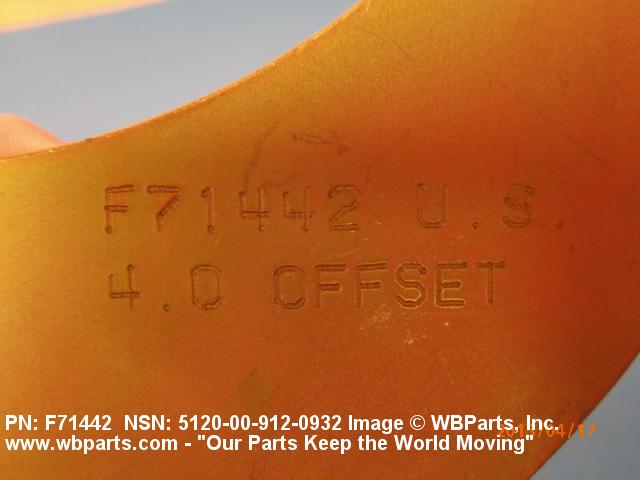 F71442 U.S.
4.0 OFFSET
PN: F71442 NSN: 5120-00-912-0932 Image © WBParts, Inc.
www.wbparts.com - "Our Parts Keep the World Moving"